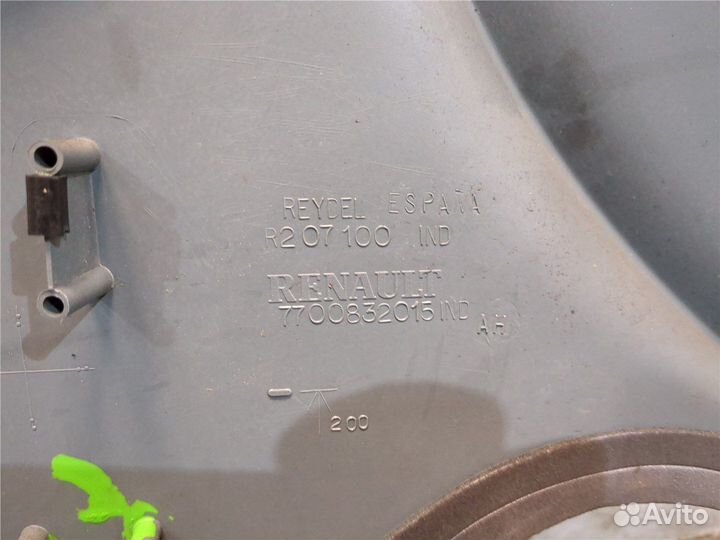 REYDEL ESPAÑA
R207100 IND
RENAULT
7700832015 IND AH
200
Avito